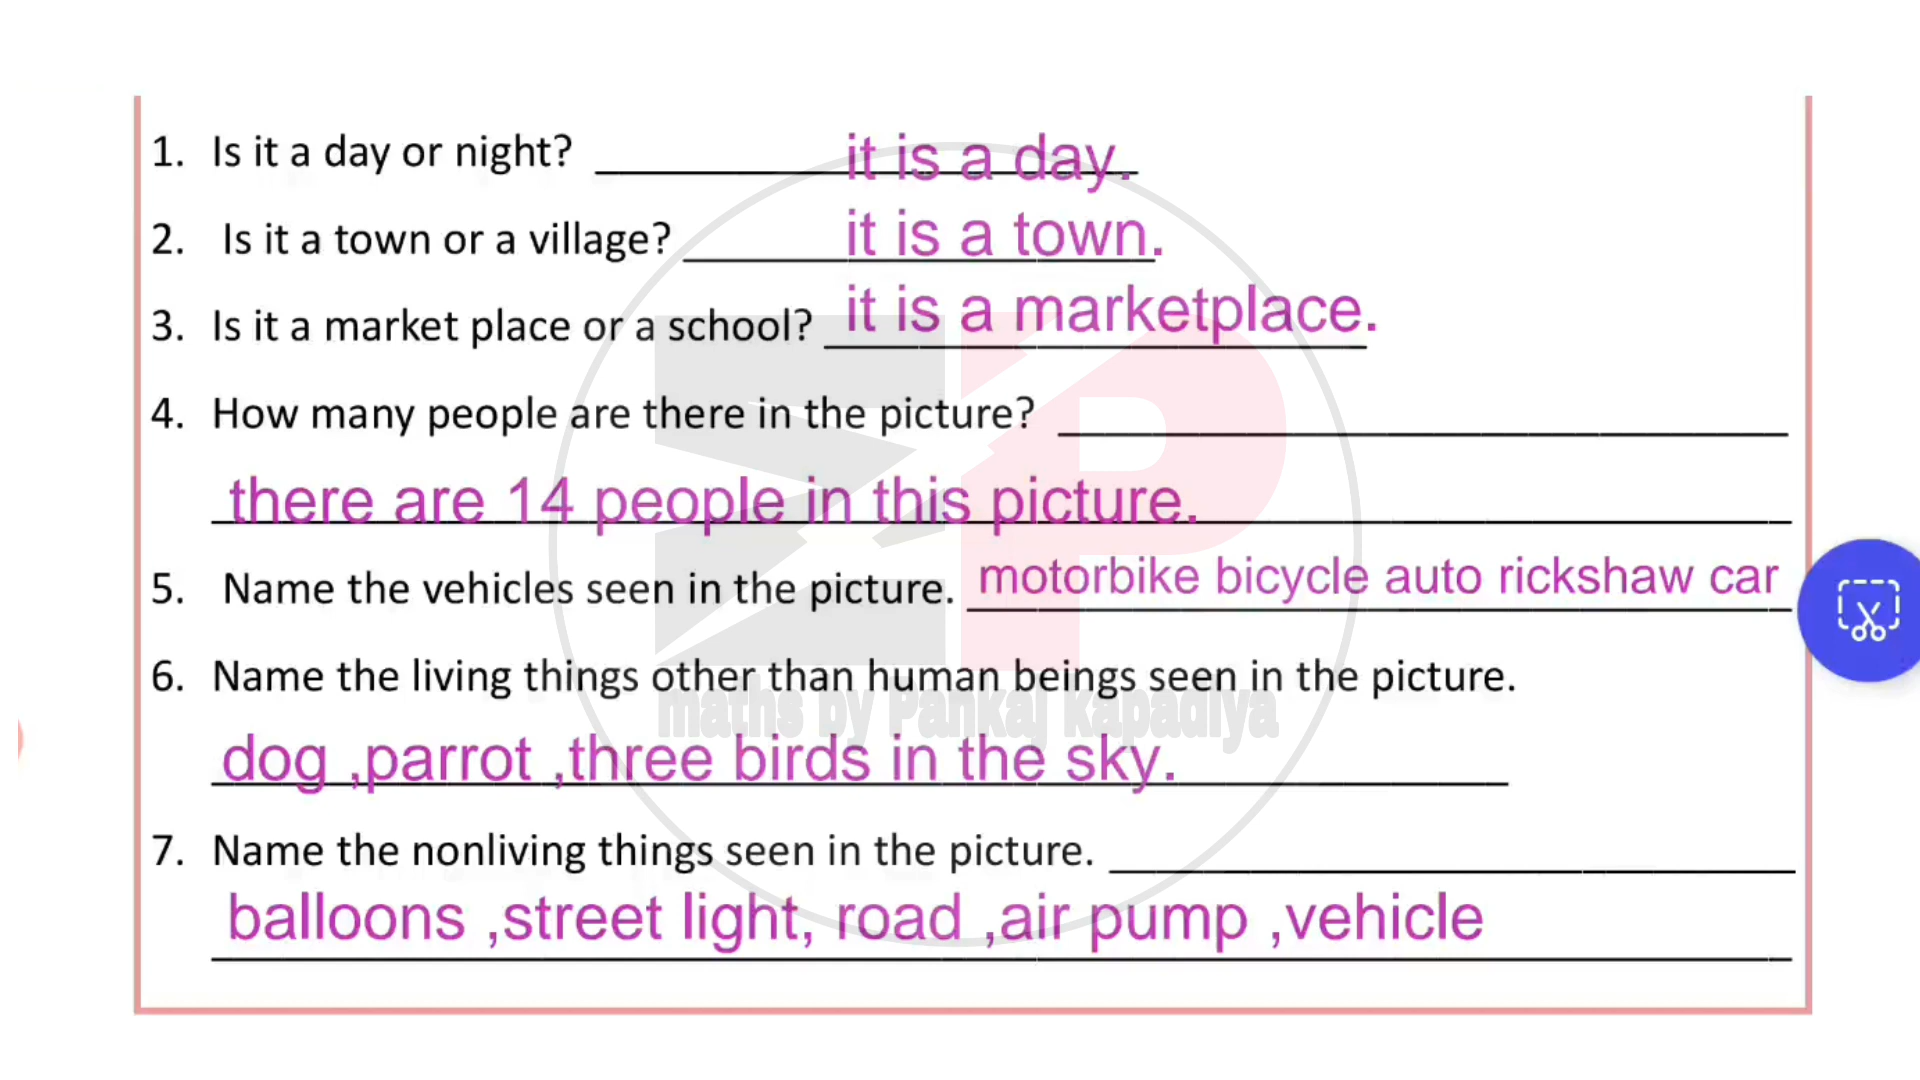 1. Is it a day or night? it is a day.
2. Is it a town or a village? it is a town.
3. Is it a market place or a school? it is a marketplace.
4. How many people are there in the picture?
there are 14 people in this picture.
5. Name the vehicles seen in the picture. motorbike bicycle auto rickshaw car
6. Name the living things other than human beings seen in the picture.
maths by Pankaj Kapadiya
dog ,parrot ,three birds in the sky.
7. Name the nonliving things seen in the picture.
balloons ,street light, road ,air pump ,vehicle